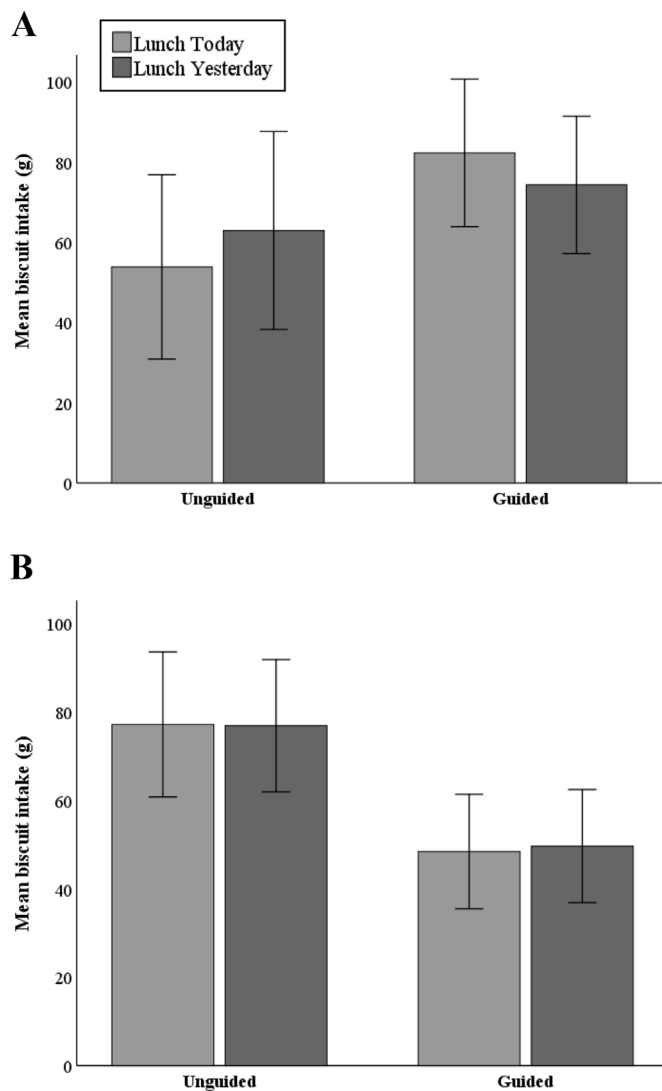 A
Lunch Today
Lunch Yesterday
100
80
60
40
20
0
Mean biscuit intake (g)
Unguided Guided
B
100
80
60
40
20
0
Mean biscuit intake (g)
Unguided Guided